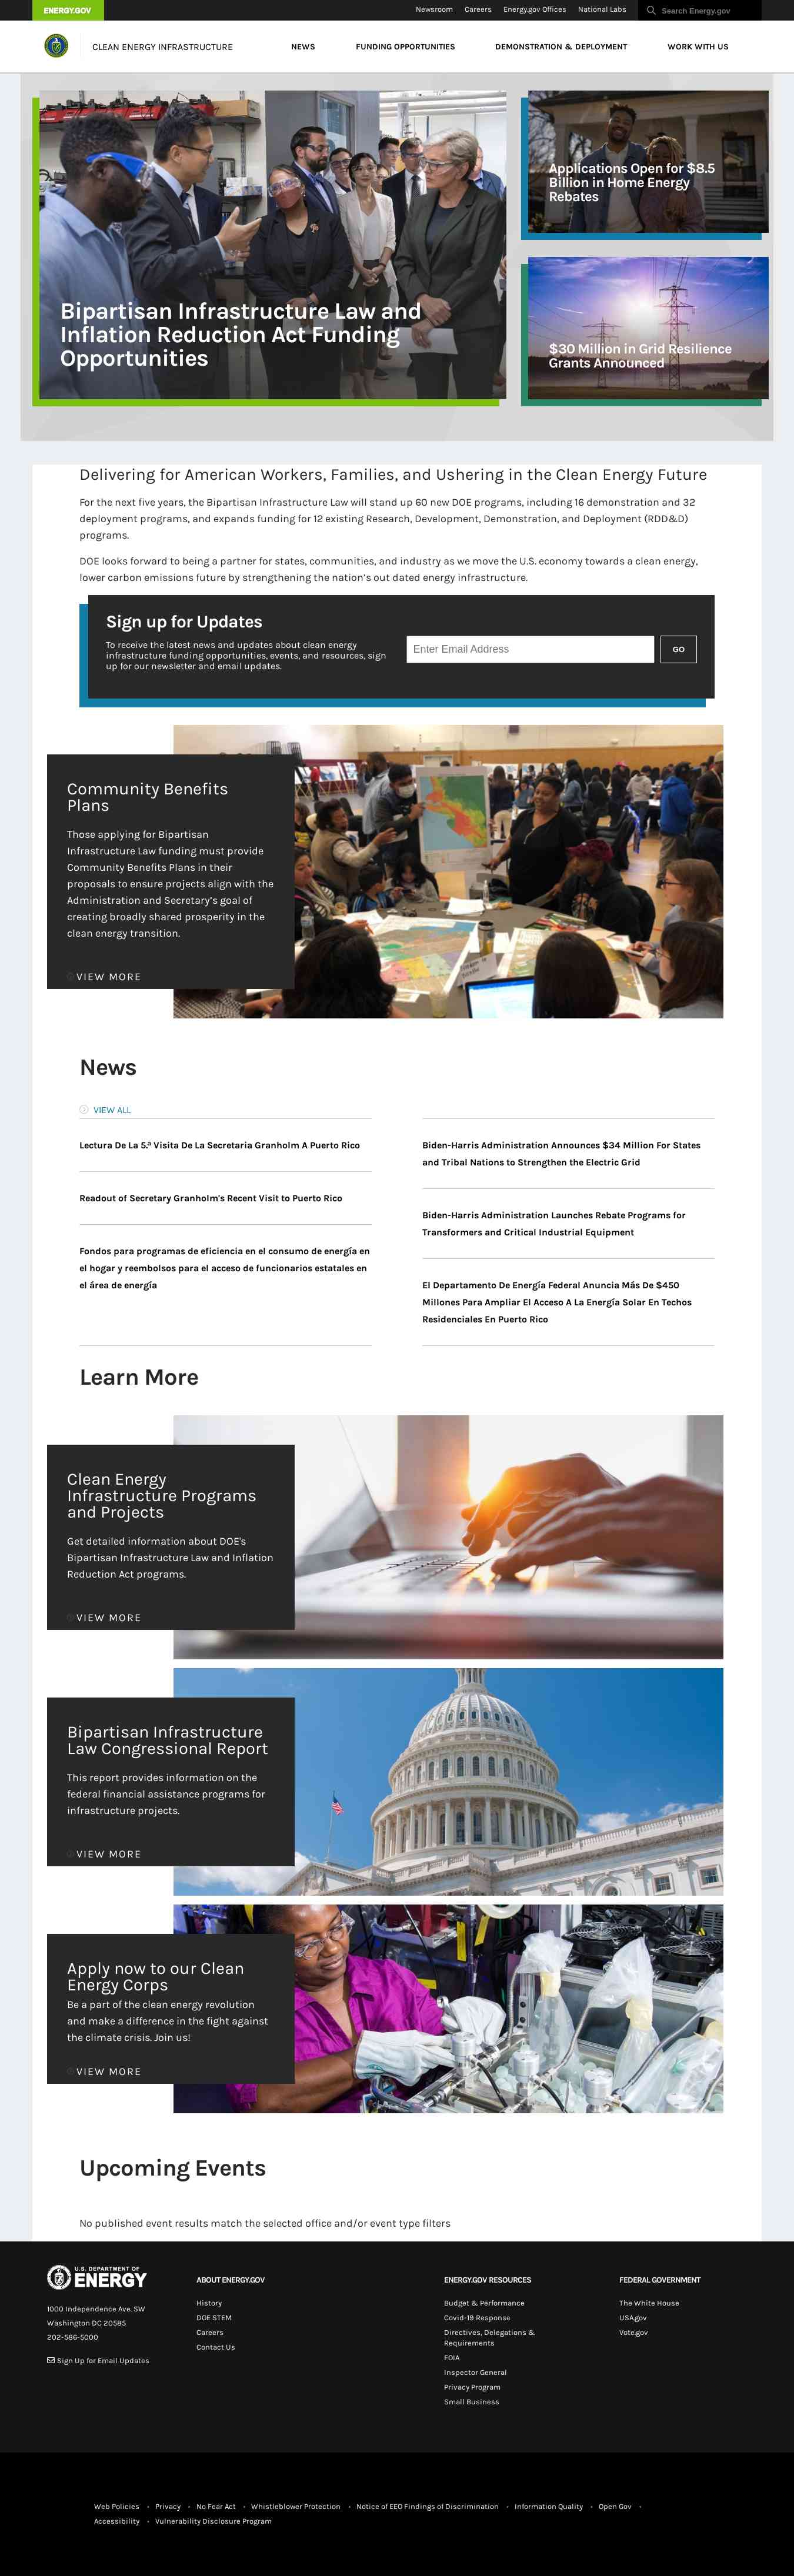 ENERGY.GOV
Newsroom
Careers
Energy.gov Offices
National Labs
Search Energy.gov
CLEAN ENERGY INFRASTRUCTURE
NEWS
FUNDING OPPORTUNITIES
DEMONSTRATION & DEPLOYMENT
WORK WITH US
Bipartisan Infrastructure Law and
Inflation Reduction Act Funding
Opportunities
Applications Open for $8.5
Billion in Home Energy
Rebates
$30 Million in Grid Resilience
Grants Announced
Delivering for American Workers, Families, and Ushering in the Clean Energy Future
For the next five years, the Bipartisan Infrastructure Law will stand up 60 new DOE programs, including 16 demonstration and 32
deployment programs, and expands funding for 12 existing Research, Development, Demonstration, and Deployment (RDD&D)
programs.
DOE looks forward to being a partner for states, communities, and industry as we move the U.S. economy towards a clean energy,
lower carbon emissions future by strengthening the nation's out dated energy infrastructure.
Sign up for Updates
To receive the latest news and updates about clean energy
infrastructure funding opportunities, events, and resources, sign
up for our newsletter and email updates.
Enter Email Address
GO
Community Benefits
Plans
Those applying for Bipartisan
Infrastructure Law funding must provide
Community Benefits Plans in their
proposals to ensure projects align with the
Administration and Secretary's goal of
creating broadly shared prosperity in the
clean energy transition.
VIEW MORE
News
VIEW ALL
Lectura De La 5.ª Visita De La Secretaria Granholm A Puerto Rico
Readout of Secretary Granholm's Recent Visit to Puerto Rico
Fondos para programas de eficiencia en el consumo de energía en
el hogar y reembolsos para el acceso de funcionarios estatales en
el área de energía
Biden-Harris Administration Announces $34 Million For States
and Tribal Nations to Strengthen the Electric Grid
Biden-Harris Administration Launches Rebate Programs for
Transformers and Critical Industrial Equipment
El Departamento De Energía Federal Anuncia Más De $450
Millones Para Ampliar El Acceso A La Energía Solar En Techos
Residenciales En Puerto Rico
Learn More
Clean Energy
Infrastructure Programs
and Projects
Get detailed information about DOE's
Bipartisan Infrastructure Law and Inflation
Reduction Act programs.
VIEW MORE
Bipartisan Infrastructure
Law Congressional Report
This report provides information on the
federal financial assistance programs for
infrastructure projects.
VIEW MORE
Apply now to our Clean
Energy Corps
Be a part of the clean energy revolution
and make a difference in the fight against
the climate crisis. Join us!
VIEW MORE
Upcoming Events
No published event results match the selected office and/or event type filters
U.S. DEPARTMENT OF
ENERGY
1000 Independence Ave. SW
Washington DC 20585
202-586-5000
Sign Up for Email Updates
ABOUT ENERGY.GOV
History
DOE STEM
Careers
Contact Us
ENERGY.GOV RESOURCES
Budget & Performance
Covid-19 Response
Directives, Delegations &
Requirements
FOIA
Inspector General
Privacy Program
Small Business
FEDERAL GOVERNMENT
The White House
USA.gov
Vote.gov
Web Policies • Privacy • No Fear Act • Whistleblower Protection • Notice of EEO Findings of Discrimination • Information Quality • Open Gov •
Accessibility • Vulnerability Disclosure Program